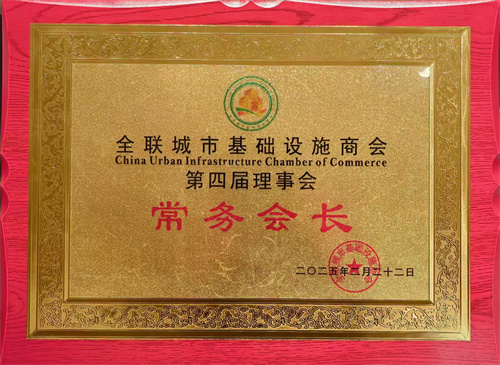 全联城市基础设施商会
China Urban Infrastructure Chamber of Commerce
第四届理事会
常务会长
二〇二五年二月二十二日